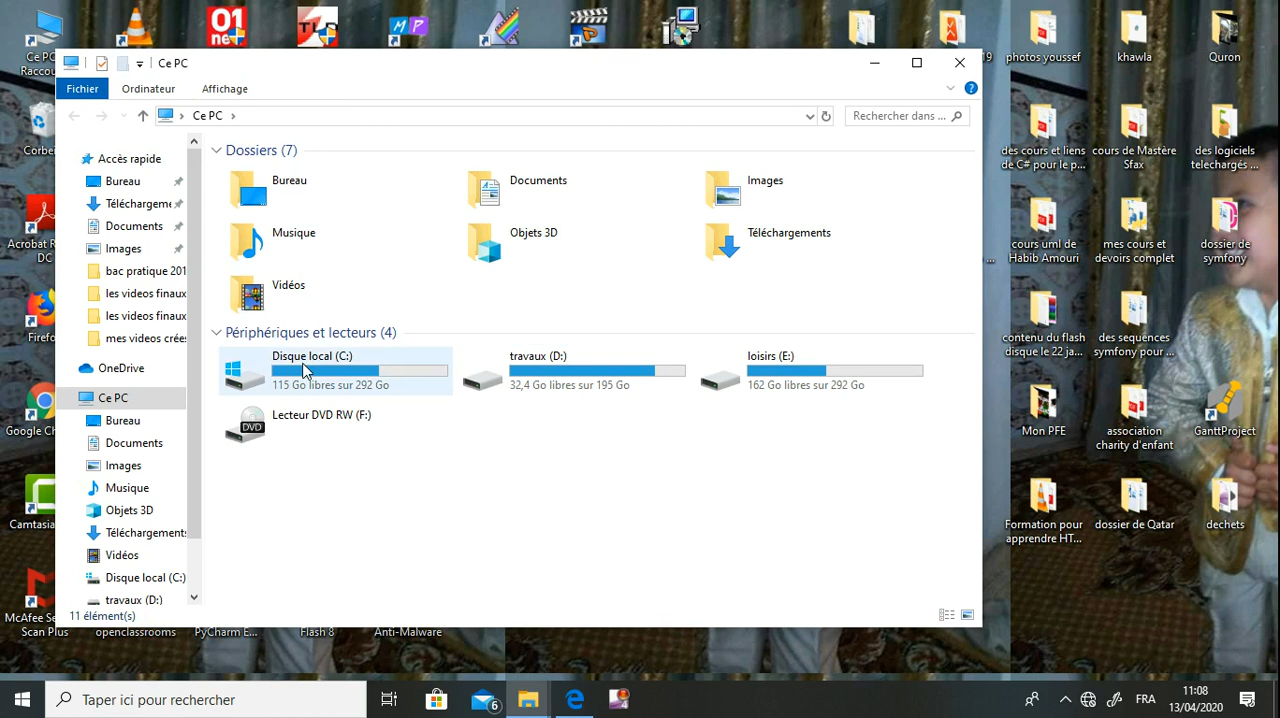 photos youssef
khawla
Quron
Ce PC
Fichier
Ordinateur
Affichage
Ce PC
Rechercher dans ...
Accès rapide
Bureau
Téléchargeme
Documents
Images
bac pratique 201
les videos finaux
les videos finaux
mes videos crées
OneDrive
Ce PC
Bureau
Documents
Images
Musique
Objets 3D
Téléchargements
Vidéos
Disque local (C:)
travaux (D:)
Dossiers (7)
Bureau
Documents
Images
Musique
Objets 3D
Téléchargements
Vidéos
Périphériques et lecteurs (4)
Disque local (C:)
115 Go libres sur 292 Go
travaux (D:)
32,4 Go libres sur 195 Go
loisirs (E:)
162 Go libres sur 292 Go
DVD
Lecteur DVD RW (F:)
11 élément(s)
des cours et liens
de C# pour le p...
cours de Mastère
Sfax
des logiciels
telechargés ...
cours uml de
Habib Amouri
mes cours et
devoirs complet
dossier de
symfony
contenu du flash
disque le 22 ja...
des sequences
symfony pour ...
Mon PFE
association
charity d'enfant
GanttProject
Formation pour
apprendre HT...
dossier de Qatar
dechets
Ce PC
Raccou
Corbei
Acrobat R
DC
Firefo
Google Ch
Camtasia
McAfee Se
Scan Plus
openclassrooms
PyCharm E...
Flash 8
Anti-Malware
Taper ici pour rechercher
6
FRA
11:08
13/04/2020